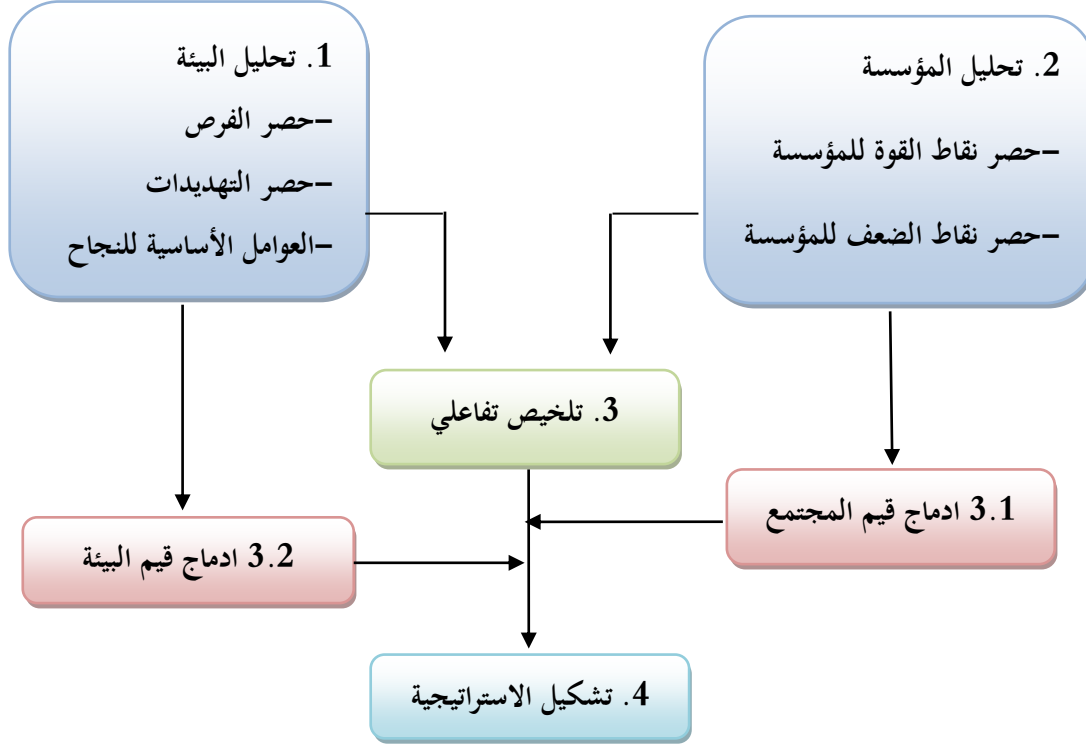 1. تحليل البيئة
-حصر الفرص
-حصر التهديدات
-العوامل الأساسية للنجاح
2. تحليل المؤسسة
-حصر نقاط القوة للمؤسسة
-حصر نقاط الضعف للمؤسسة
3. تلخيص تفاعلي
3.1 ادماج قيم المجتمع
3.2 ادماج قيم البيئة
4. تشكيل الاستراتيجية